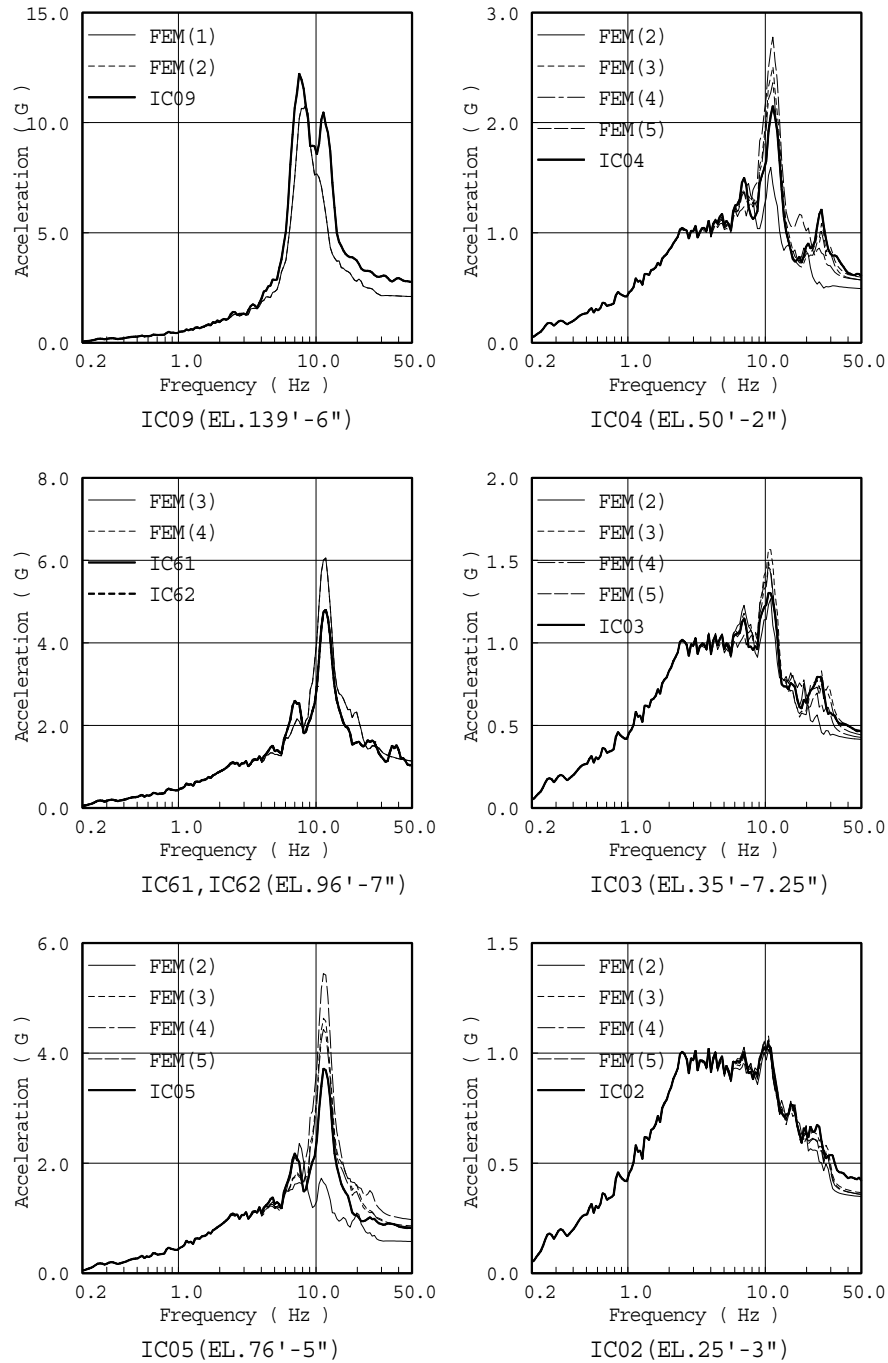 15.0
10.0
5.0
0.0
Acceleration ( G )
FEM(1)
FEM(2)
IC09
0.2 1.0 10.0 50.0
Frequency ( Hz )
IC09(EL.139'-6")
3.0
2.0
1.0
0.0
Acceleration ( G )
FEM(2)
FEM(3)
FEM(4)
FEM(5)
IC04
0.2 1.0 10.0 50.0
Frequency ( Hz )
IC04(EL.50'-2")
8.0
6.0
4.0
2.0
0.0
Acceleration ( G )
FEM(3)
FEM(4)
IC61
IC62
0.2 1.0 10.0 50.0
Frequency ( Hz )
IC61,IC62(EL.96'-7")
2.0
1.5
1.0
0.5
0.0
Acceleration ( G )
FEM(2)
FEM(3)
FEM(4)
FEM(5)
IC03
0.2 1.0 10.0 50.0
Frequency ( Hz )
IC03(EL.35'-7.25")
6.0
4.0
2.0
0.0
Acceleration ( G )
FEM(2)
FEM(3)
FEM(4)
FEM(5)
IC05
0.2 1.0 10.0 50.0
Frequency ( Hz )
IC05(EL.76'-5")
1.5
1.0
0.5
0.0
Acceleration ( G )
FEM(2)
FEM(3)
FEM(4)
FEM(5)
IC02
0.2 1.0 10.0 50.0
Frequency ( Hz )
IC02(EL.25'-3")